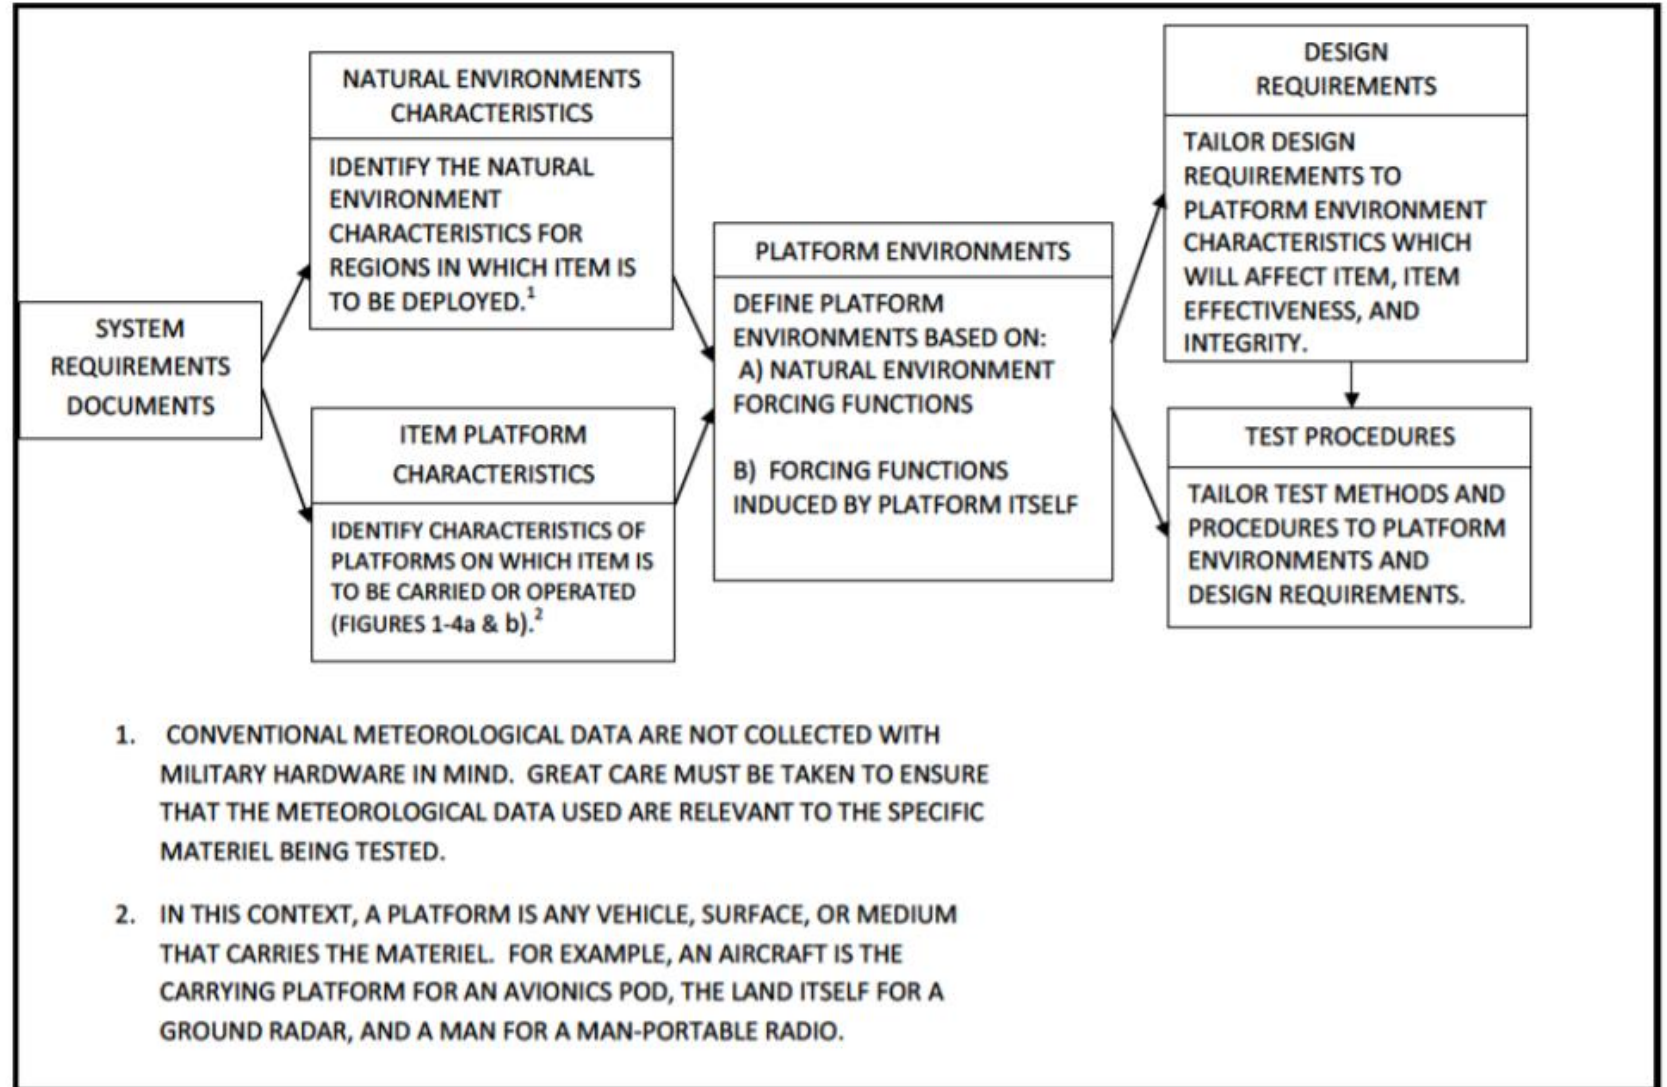 SYSTEM
REQUIREMENTS
DOCUMENTS
NATURAL ENVIRONMENTS
CHARACTERISTICS
IDENTIFY THE NATURAL
ENVIRONMENT
CHARACTERISTICS FOR
REGIONS IN WHICH ITEM IS
TO BE DEPLOYED.1
ITEM PLATFORM
CHARACTERISTICS
IDENTIFY CHARACTERISTICS OF
PLATFORMS ON WHICH ITEM IS
TO BE CARRIED OR OPERATED
(FIGURES 1-4a & b).2
PLATFORM ENVIRONMENTS
DEFINE PLATFORM
ENVIRONMENTS BASED ON:
A) NATURAL ENVIRONMENT
FORCING FUNCTIONS
B) FORCING FUNCTIONS
INDUCED BY PLATFORM ITSELF
DESIGN
REQUIREMENTS
TAILOR DESIGN
REQUIREMENTS TO
PLATFORM ENVIRONMENT
CHARACTERISTICS WHICH
WILL AFFECT ITEM, ITEM
EFFECTIVENESS, AND
INTEGRITY.
TEST PROCEDURES
TAILOR TEST METHODS AND
PROCEDURES TO PLATFORM
ENVIRONMENTS AND
DESIGN REQUIREMENTS.
1. CONVENTIONAL METEOROLOGICAL DATA ARE NOT COLLECTED WITH
MILITARY HARDWARE IN MIND. GREAT CARE MUST BE TAKEN TO ENSURE
THAT THE METEOROLOGICAL DATA USED ARE RELEVANT TO THE SPECIFIC
MATERIEL BEING TESTED.
2. IN THIS CONTEXT, A PLATFORM IS ANY VEHICLE, SURFACE, OR MEDIUM
THAT CARRIES THE MATERIEL. FOR EXAMPLE, AN AIRCRAFT IS THE
CARRYING PLATFORM FOR AN AVIONICS POD, THE LAND ITSELF FOR A
GROUND RADAR, AND A MAN FOR A MAN-PORTABLE RADIO.